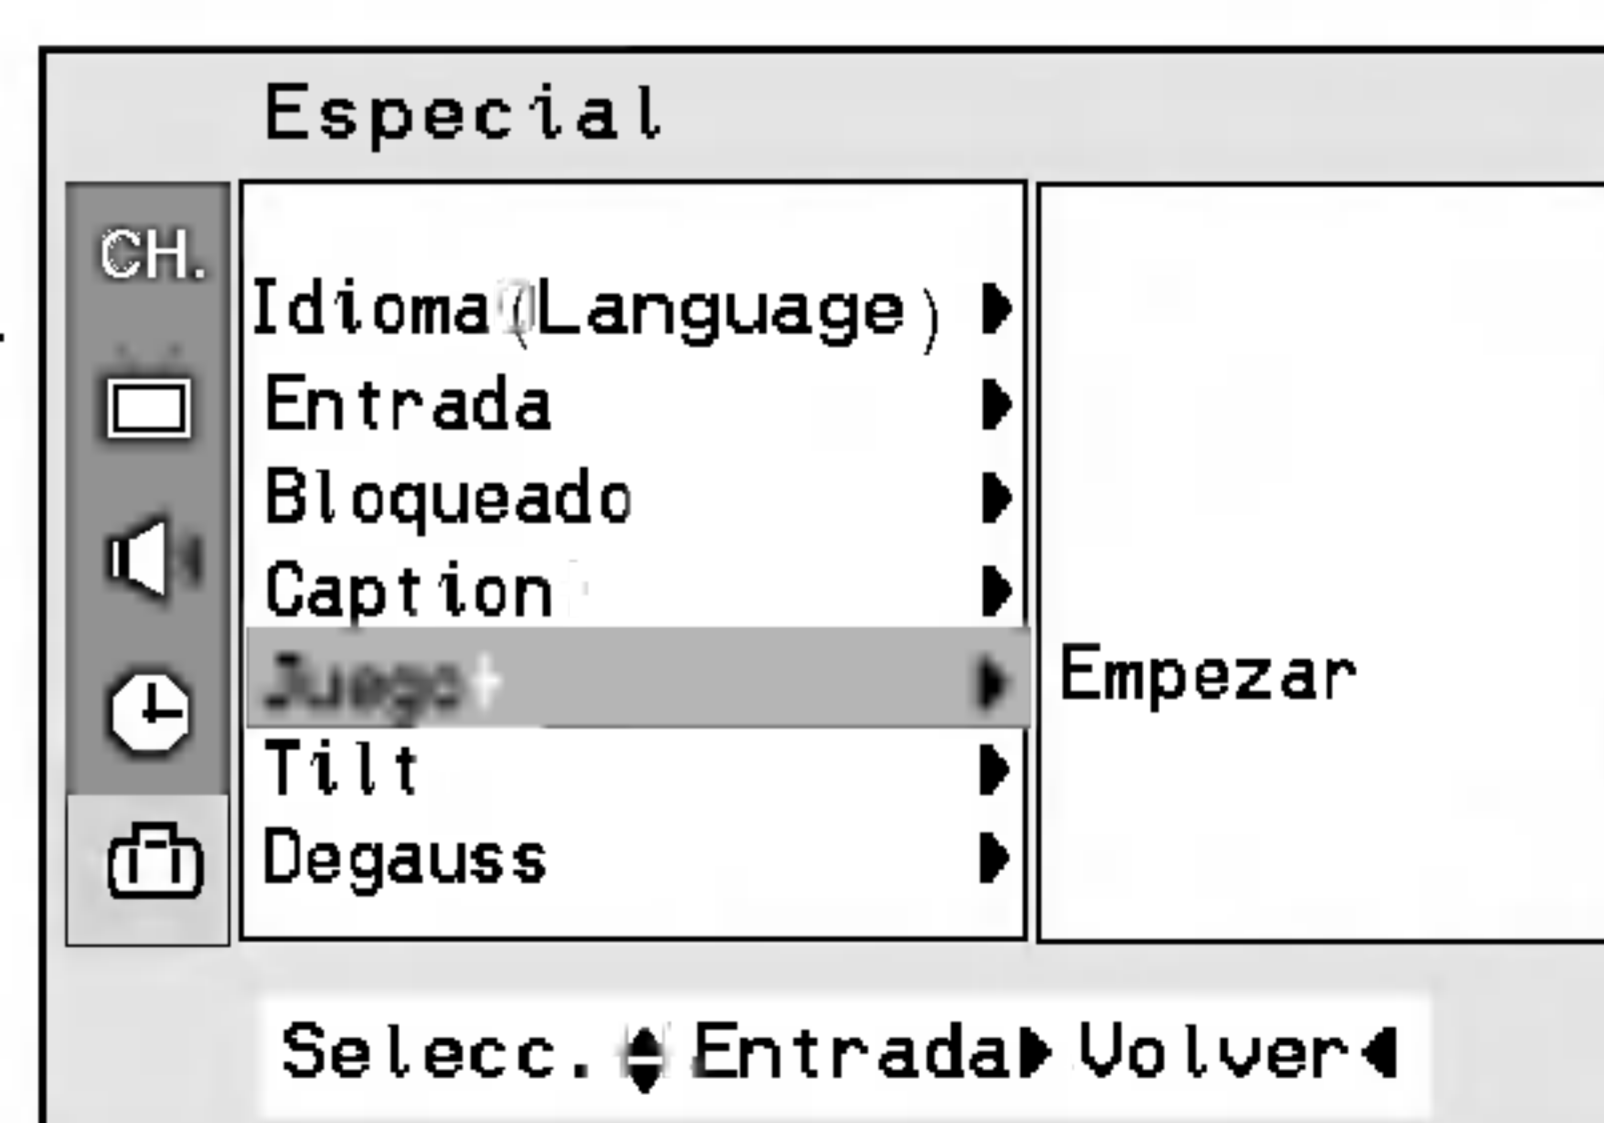 Especial
CH.
Idioma(Language)
Entrada
Bloqueado
Caption
Juego
Empezar
Tilt
Degauss
Selecc. Entrada Volver